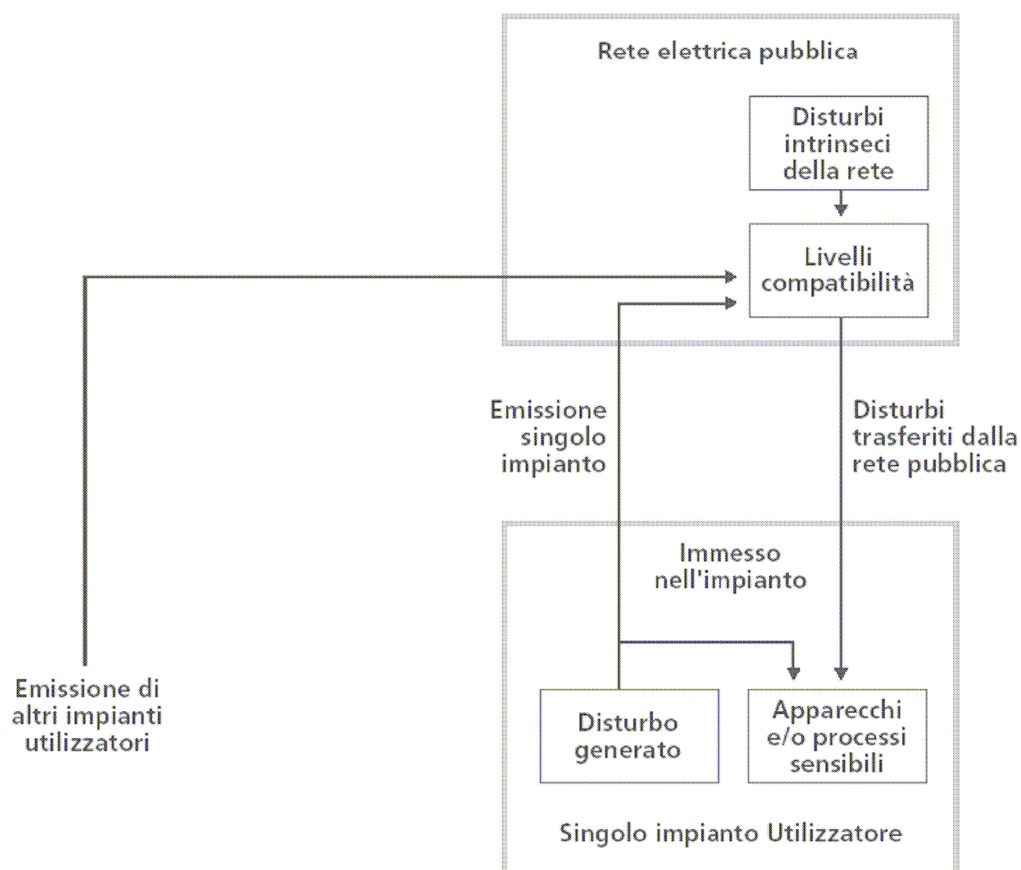 Rete elettrica pubblica
Disturbi
intrinseci
della rete
Livelli
compatibilità
Emissione
singolo
impianto
Disturbi
trasferiti dalla
rete pubblica
Immesso
nell'impianto
Emissione di
altri impianti
utilizzatori
Disturbo
generato
Apparecchi
e/o processi
sensibili
Singolo impianto Utilizzatore